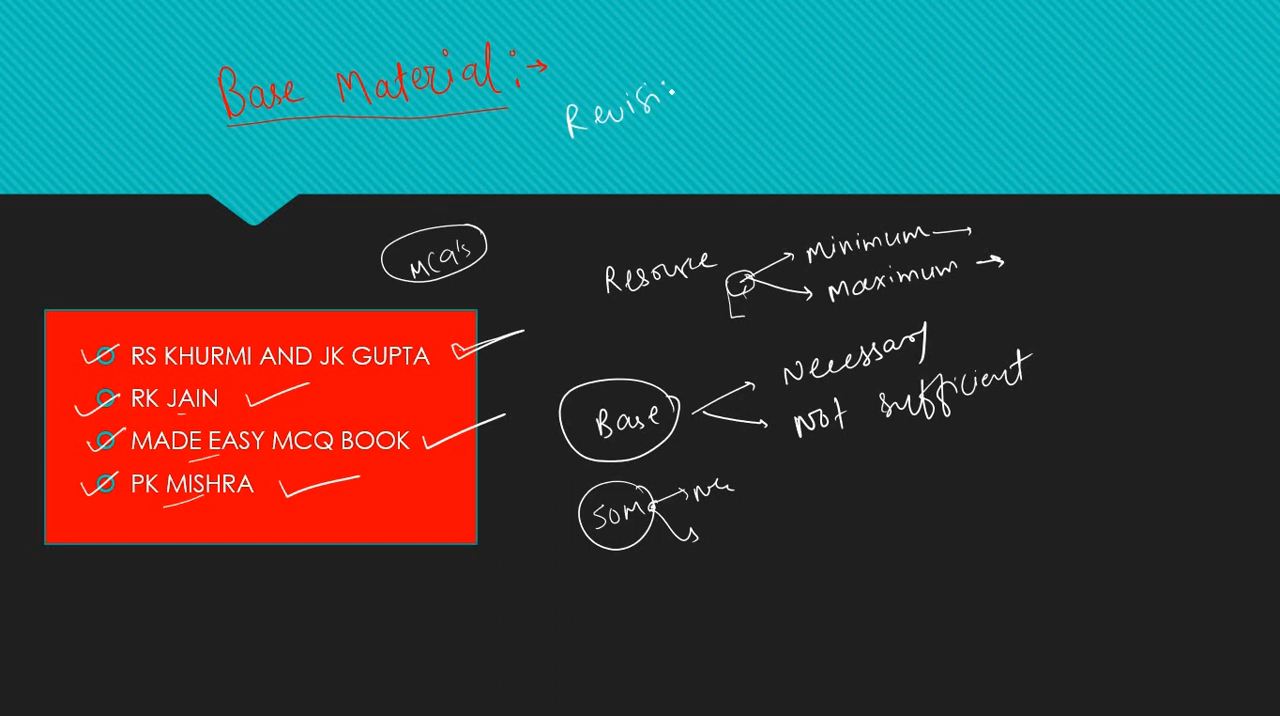 Base Material :→
Revisi
MCQ's
Resource
Minimum →
Maximum →
RS KHURMI AND JK GUPTA
RK JAIN
MADE EASY MCQ BOOK
PK MISHRA
Base
Necessary
Not sufficient
SOM